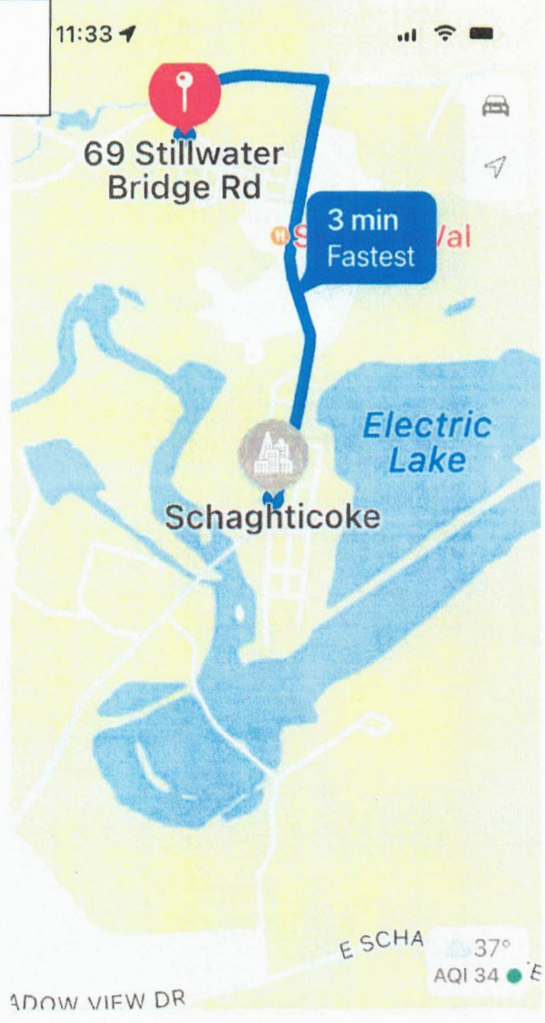 11:33
69 Stillwater
Bridge Rd
3 min
Fastest
Electric
Lake
Schaghticoke
E SCHA
37°
AQI 34
ADOW VIEW DR